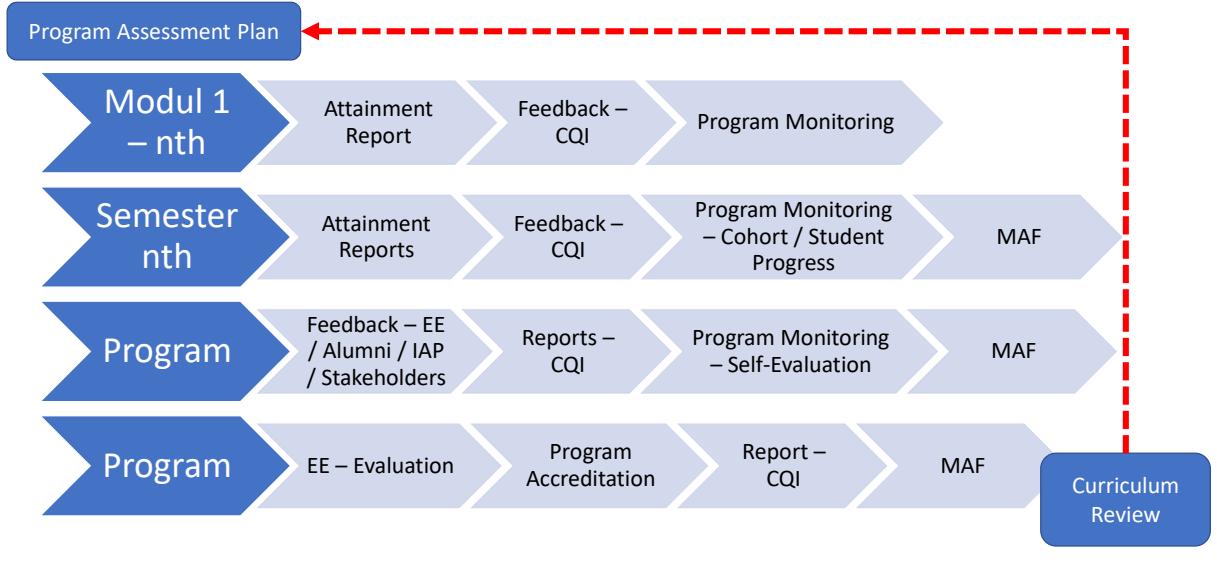 Program Assessment Plan
Modul 1
– nth
Attainment
Report
Feedback –
CQI
Program Monitoring
Semester
nth
Attainment
Reports
Feedback –
CQI
Program Monitoring
– Cohort / Student
Progress
MAF
Program
Feedback – EE
/ Alumni / IAP
/ Stakeholders
Reports –
CQI
Program Monitoring
– Self-Evaluation
MAF
Program
EE – Evaluation
Program
Accreditation
Report –
CQI
MAF
Curriculum
Review